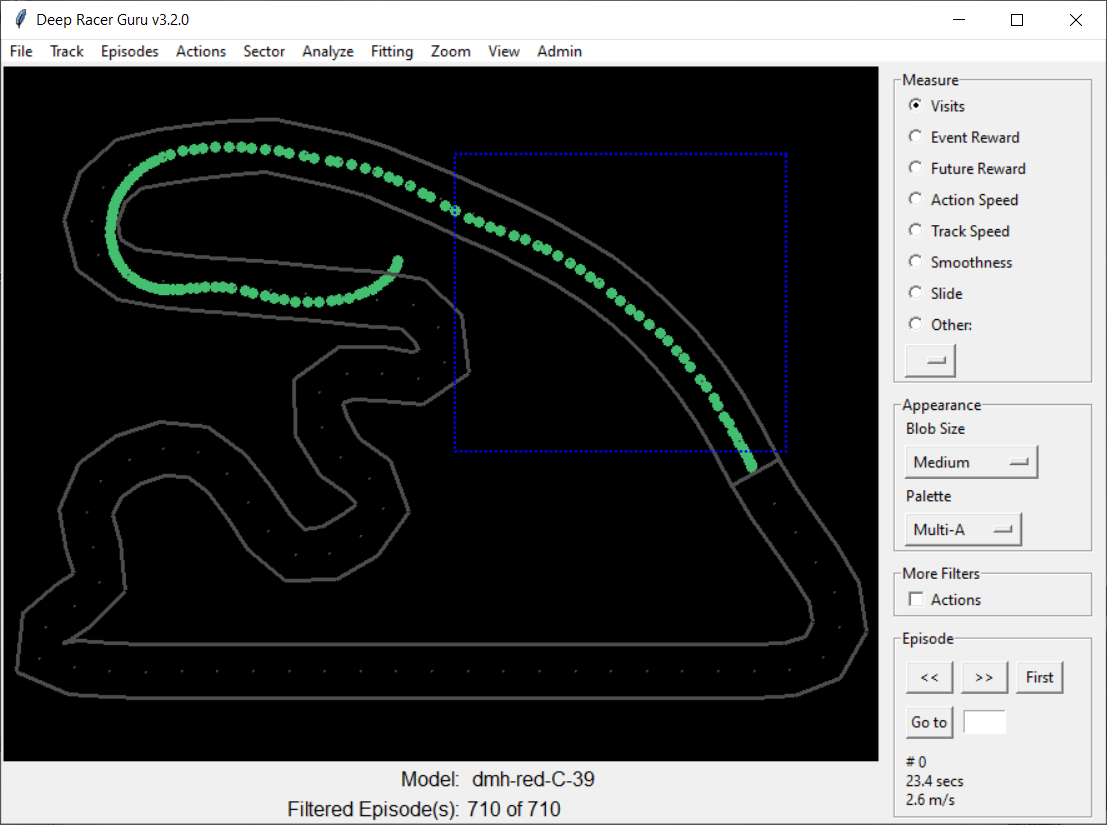 Deep Racer Guru v3.2.0
File Track Episodes Actions Sector Analyze Fitting Zoom View Admin
Measure
Visits
Event Reward
Future Reward
Action Speed
Track Speed
Smoothness
Slide
Other:
Appearance
Blob Size
Medium
Palette
Multi-A
More Filters
Actions
Episode
<< >> First
Go to
# 0
23.4 secs
2.6 m/s
Model: dmh-red-C-39
Filtered Episode(s): 710 of 710